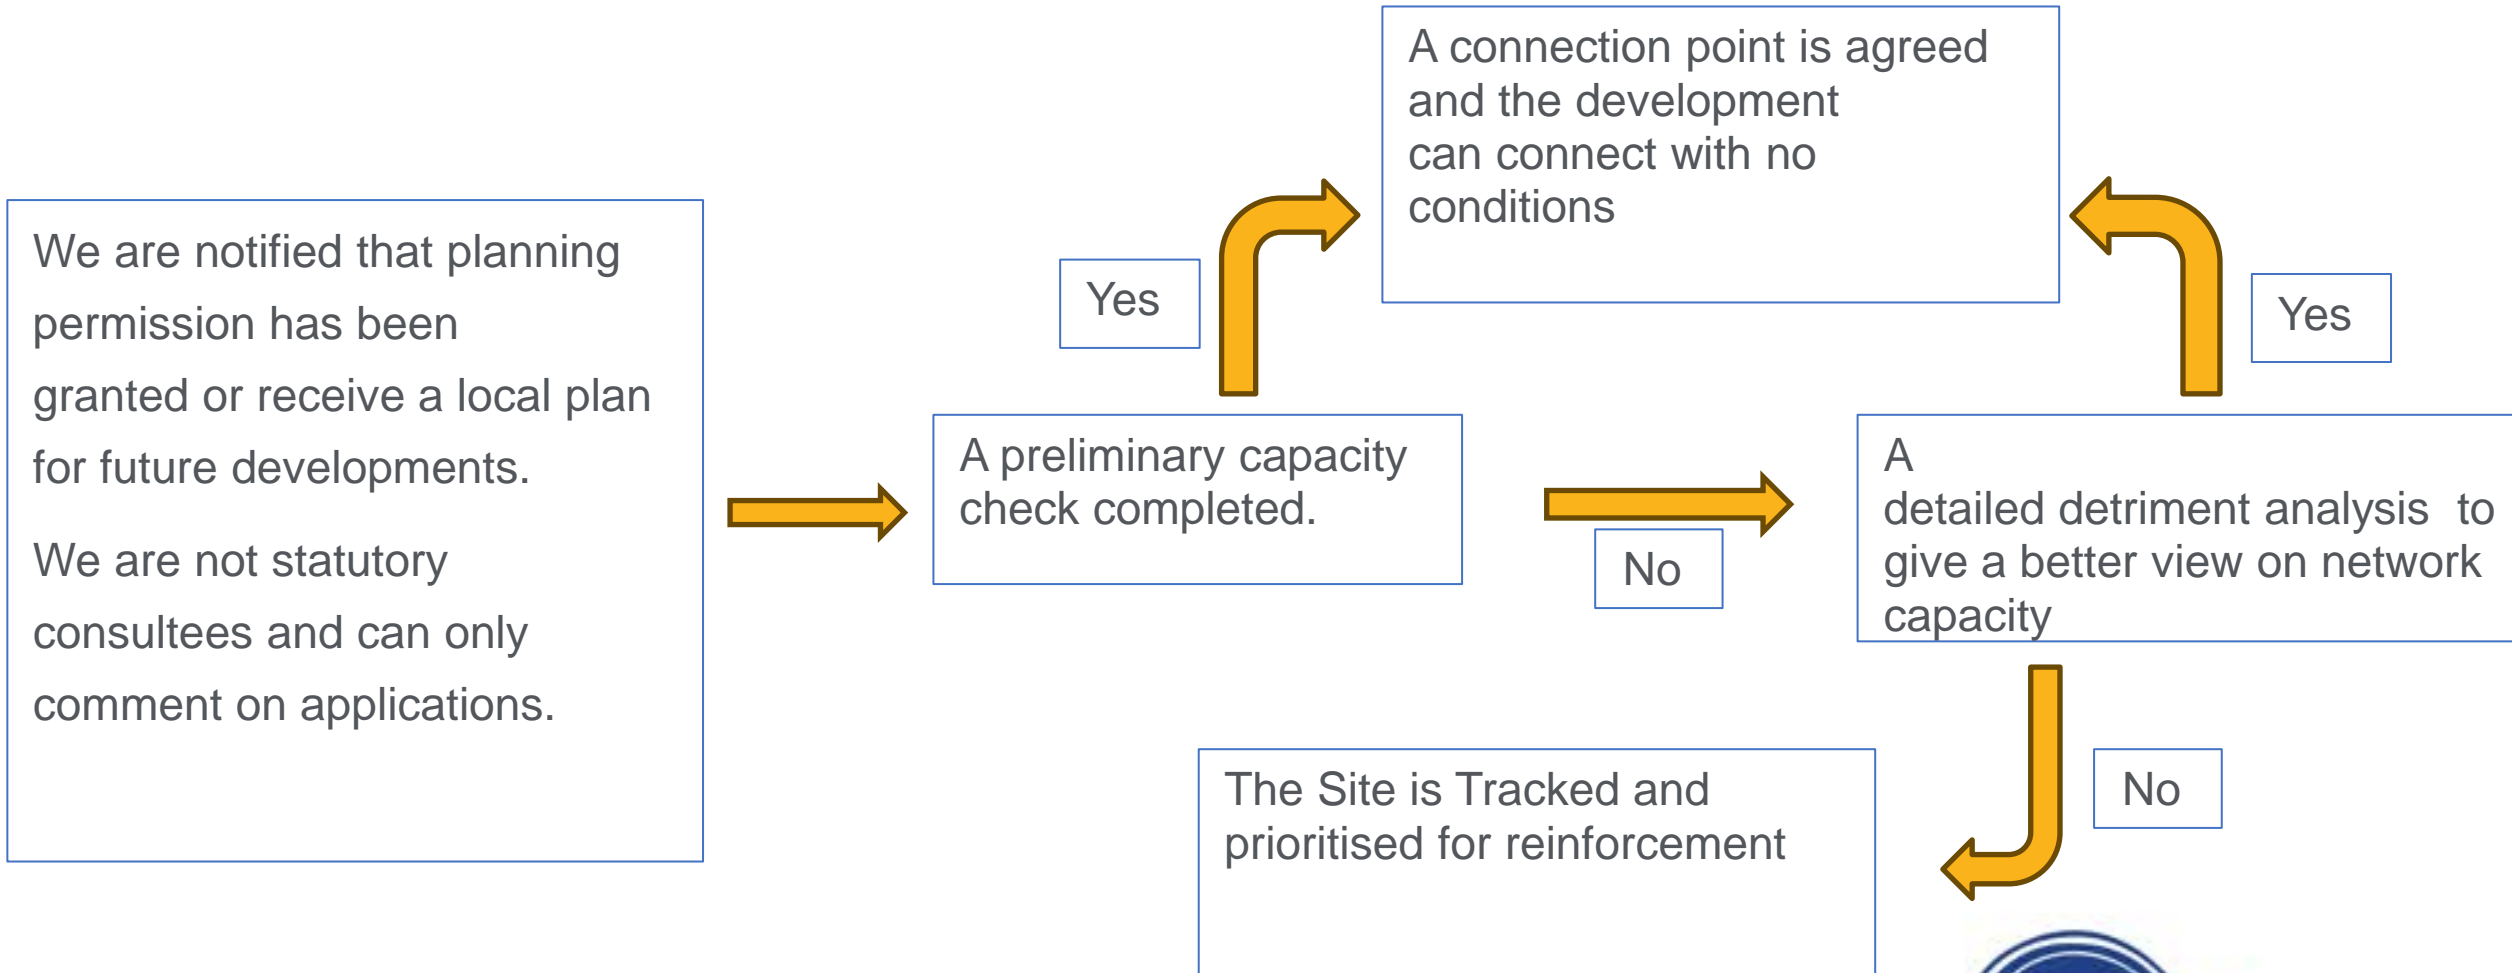 We are notified that planning
permission has been
granted or receive a local plan
for future developments.
We are not statutory
consultees and can only
comment on applications.
A preliminary capacity
check completed.
Yes
A connection point is agreed
and the development
can connect with no
conditions
No
A
detailed detriment analysis  to
give a better view on network
capacity
Yes
No
The Site is Tracked and
prioritised for reinforcement